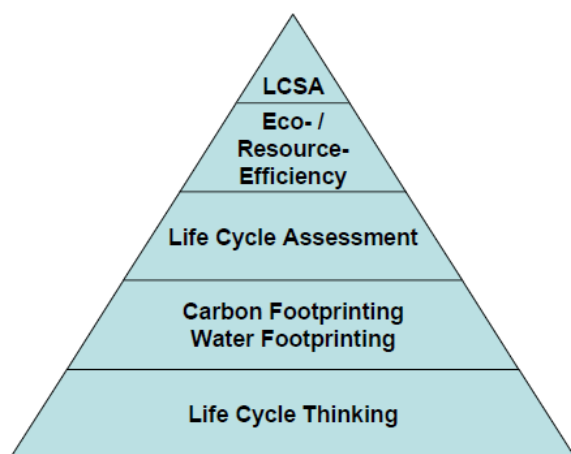 LCSA
Eco- /
Resource-
Efficiency
Life Cycle Assessment
Carbon Footprinting
Water Footprinting
Life Cycle Thinking